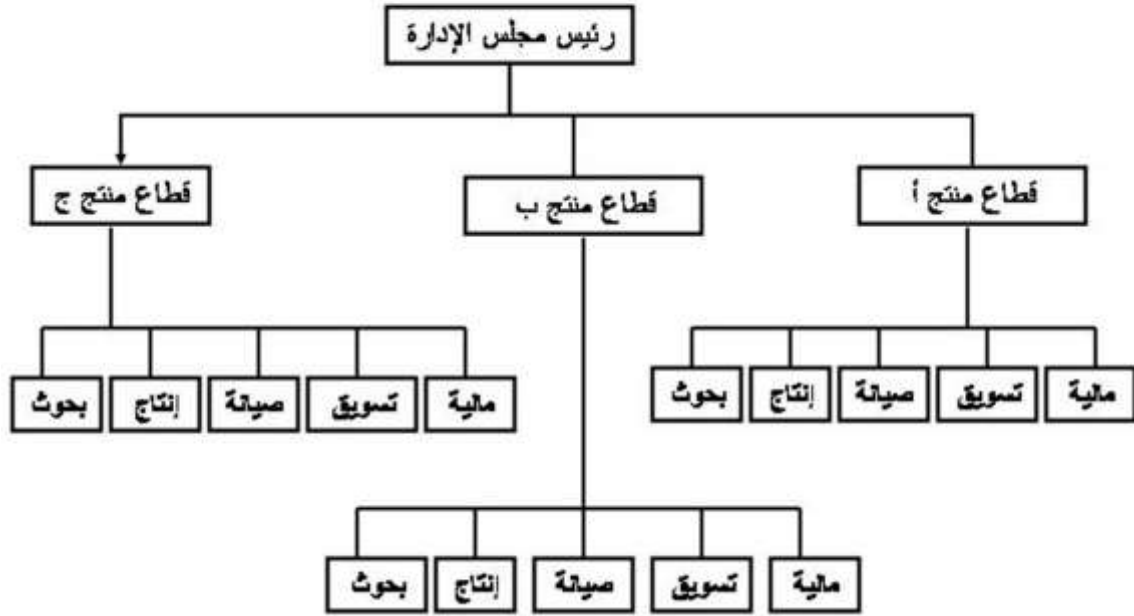 رئيس مجلس الإدارة
قطاع منتج أ
قطاع منتج ب
قطاع منتج ج
مالية
تسويق
صيانة
إنتاج
بحوث
مالية
تسويق
صيانة
إنتاج
بحوث
مالية
تسويق
صيانة
إنتاج
بحوث